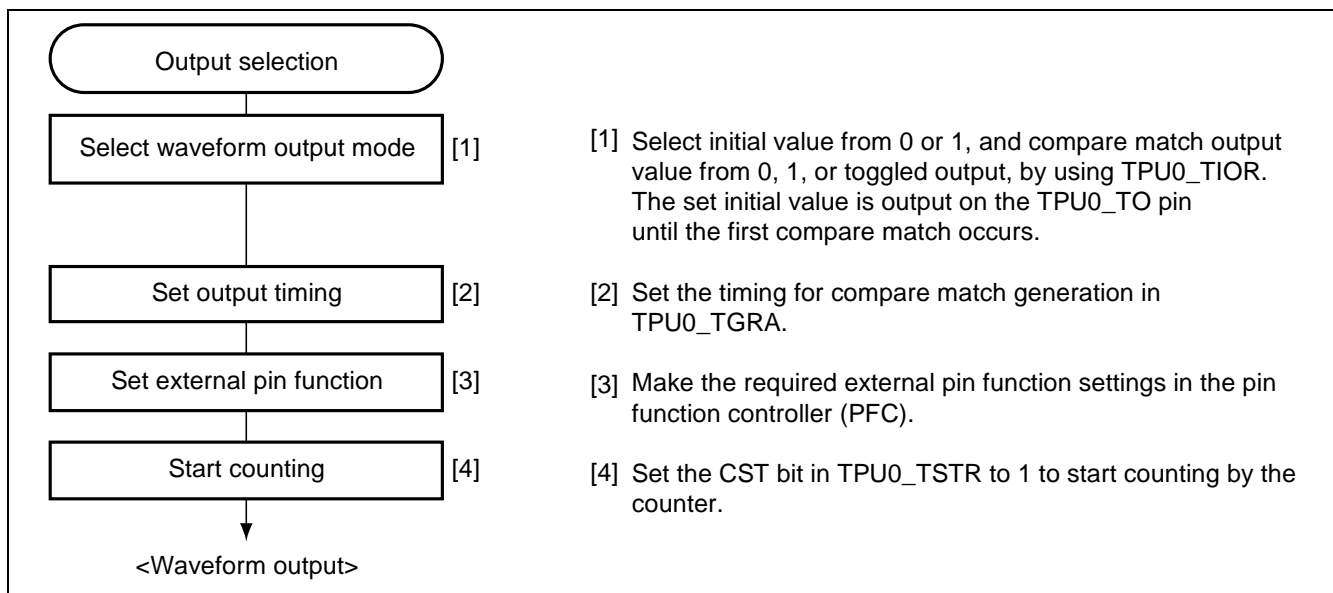 Output selection
Select waveform output mode [1]
Set output timing [2]
Set external pin function [3]
Start counting [4]
<Waveform output>
[1] Select initial value from 0 or 1, and compare match output
value from 0, 1, or toggled output, by using TPU0_TIOR.
The set initial value is output on the TPU0_TO pin
until the first compare match occurs.
[2] Set the timing for compare match generation in
TPU0_TGRA.
[3] Make the required external pin function settings in the pin
function controller (PFC).
[4] Set the CST bit in TPU0_TSTR to 1 to start counting by the
counter.